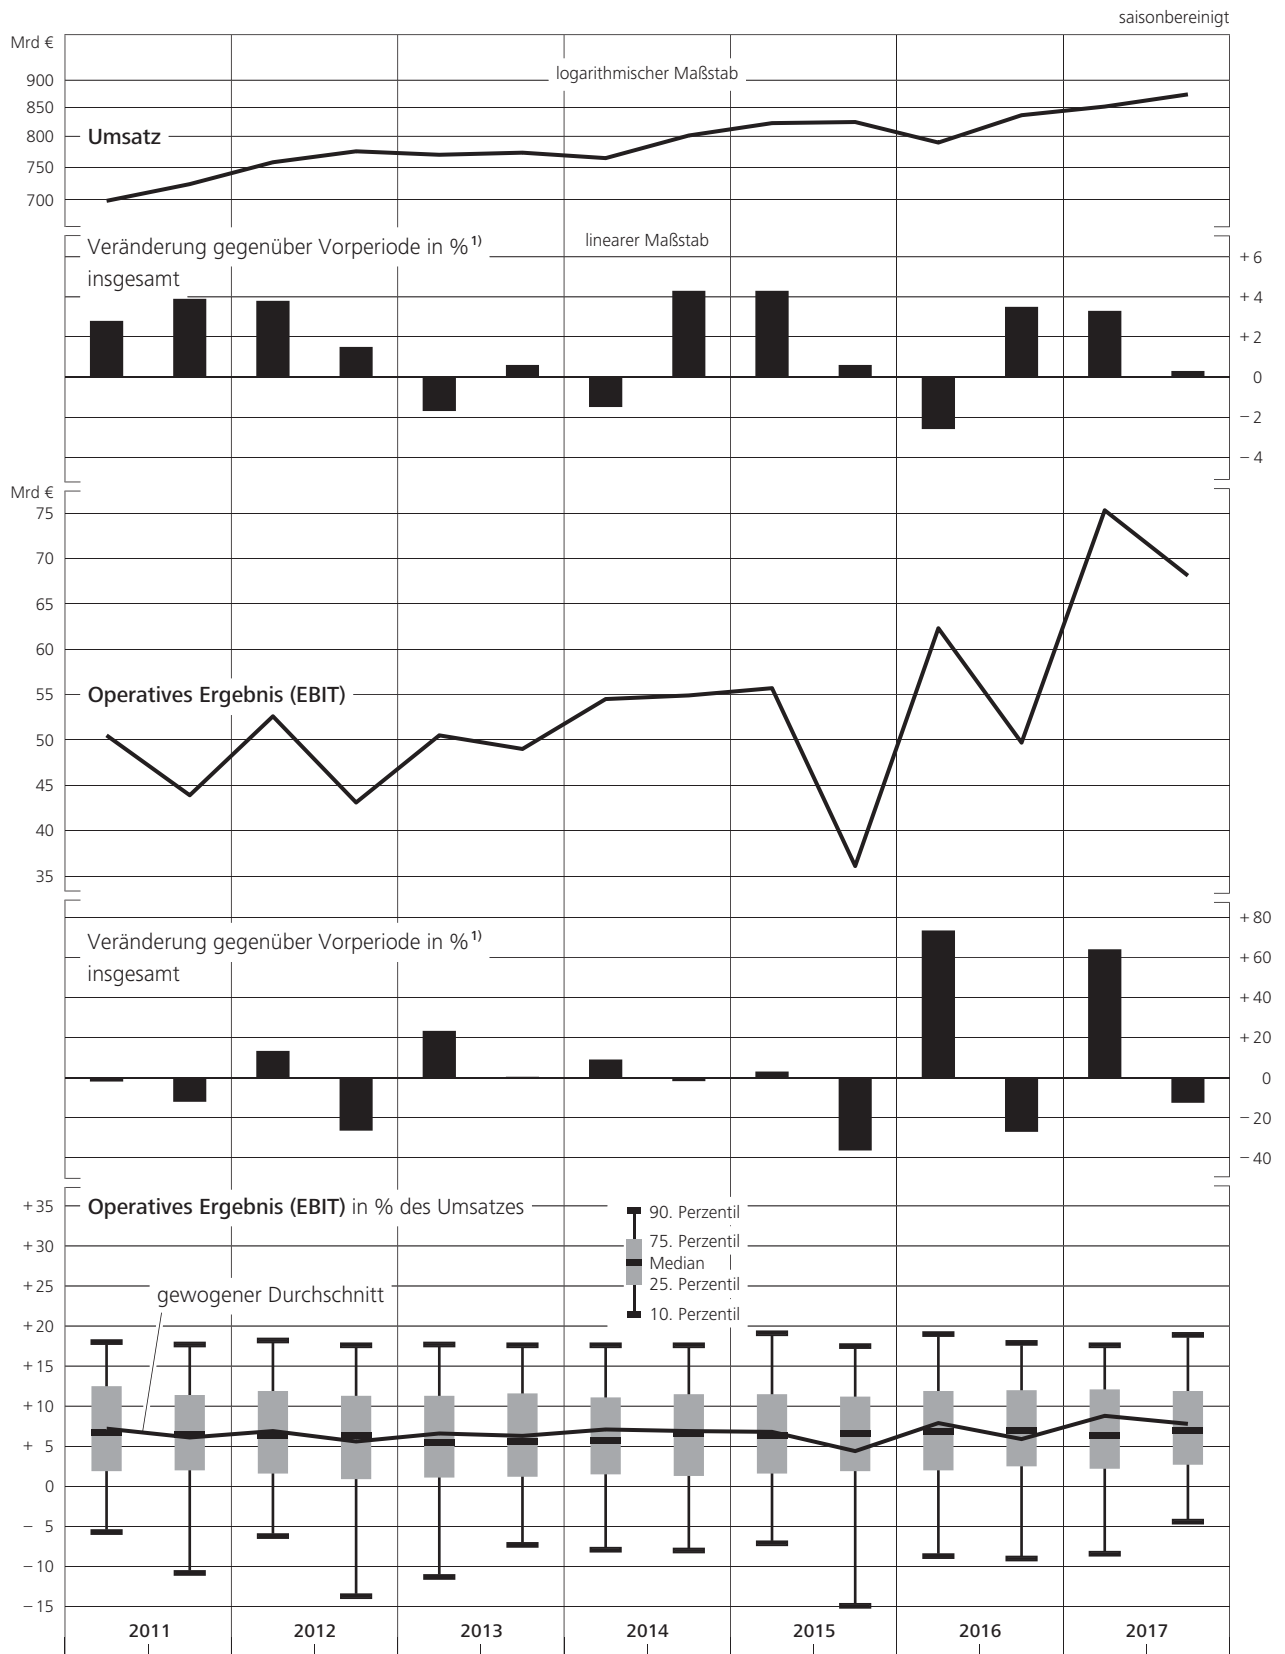 saisonbereinigt
Mrd €
logarithmischer Maßstab
900
850
800
750
700
Umsatz
Veränderung gegenüber Vorperiode in % 1)
insgesamt
linearer Maßstab
+ 6
+ 4
+ 2
0
− 2
− 4
Mrd €
75
70
65
60
55
50
45
40
35
Operatives Ergebnis (EBIT)
Veränderung gegenüber Vorperiode in % 1)
insgesamt
+ 80
+ 60
+ 40
+ 20
0
− 20
− 40
Operatives Ergebnis (EBIT) in % des Umsatzes
90. Perzentil
75. Perzentil
Median
25. Perzentil
10. Perzentil
gewogener Durchschnitt
+ 35
+ 30
+ 25
+ 20
+ 15
+ 10
+ 5
0
− 5
− 10
− 15
2011 2012 2013 2014 2015 2016 2017